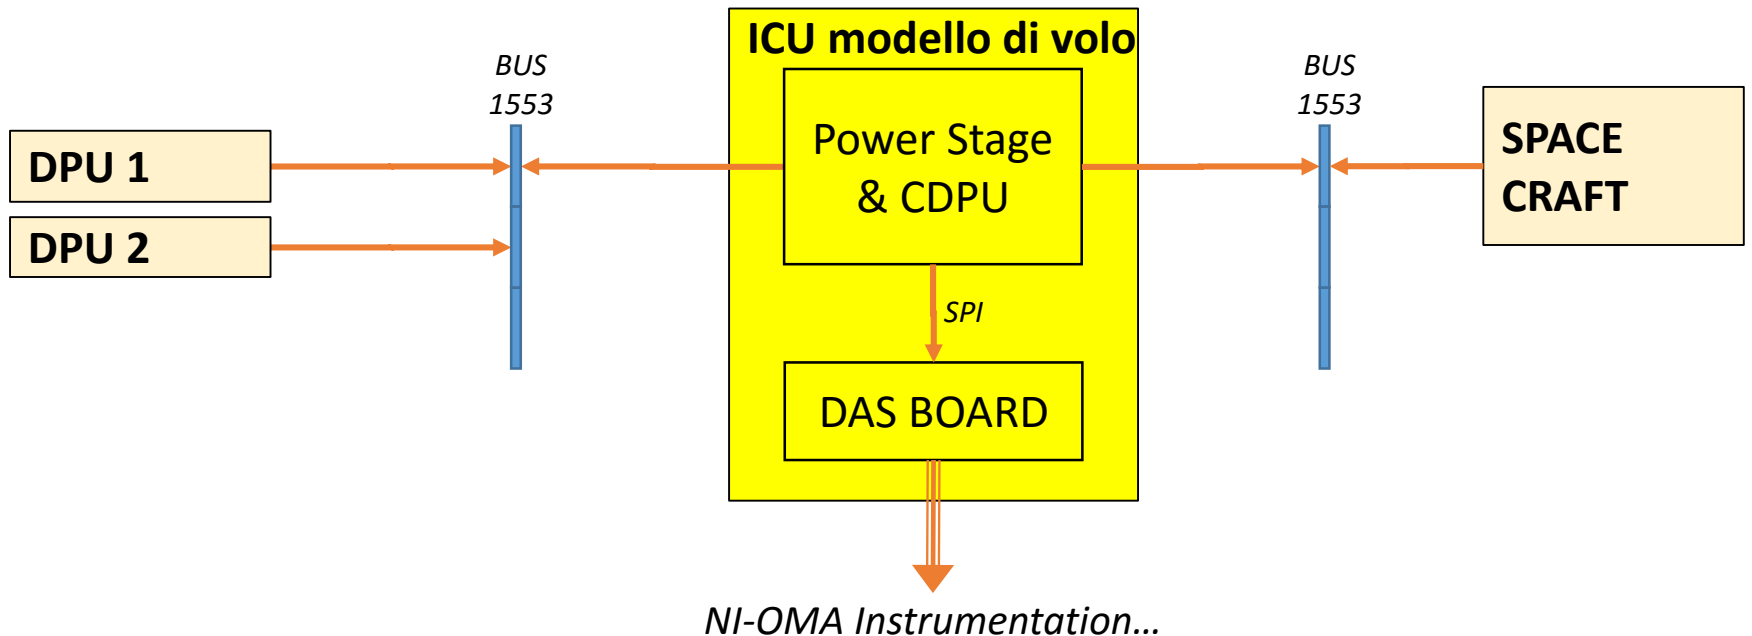 ICU modello di volo
BUS
1553
BUS
1553
DPU 1
DPU 2
Power Stage
& CDPU
SPACE
CRAFT
SPI
DAS BOARD
NI-OMA Instrumentation...